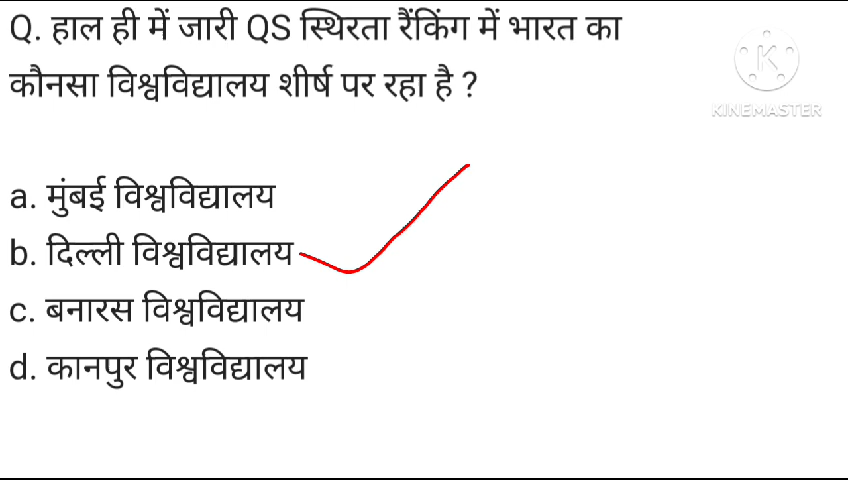 Q. हाल ही में जारी QS स्थिरता रैंकिंग में भारत का
कौनसा विश्वविद्यालय शीर्ष पर रहा है ?
K
KINEMASTER
a. मुंबई विश्वविद्यालय
b. दिल्ली विश्वविद्यालय
c. बनारस विश्वविद्यालय
d. कानपुर विश्वविद्यालय